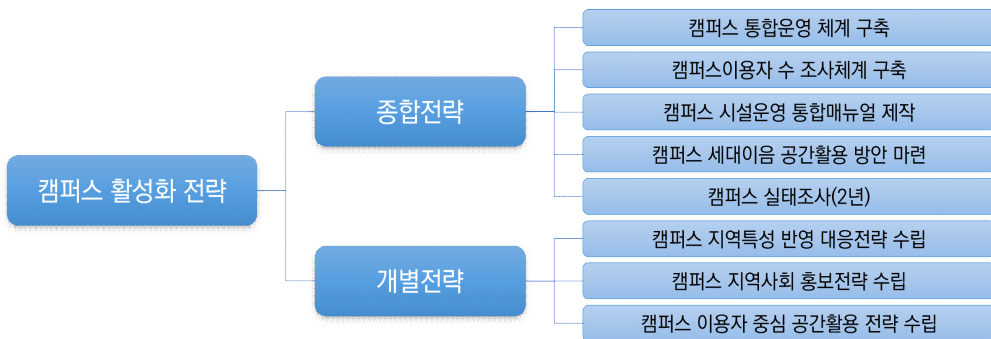 캠퍼스 활성화 전략
종합전략
캠퍼스 통합운영 체계 구축
캠퍼스이용자 수 조사체계 구축
캠퍼스 시설운영 통합매뉴얼 제작
캠퍼스 세대이음 공간활용 방안 마련
캠퍼스 실태조사(2년)
개별전략
캠퍼스 지역특성 반영 대응전략 수립
캠퍼스 지역사회 홍보전략 수립
캠퍼스 이용자 중심 공간활용 전략 수립